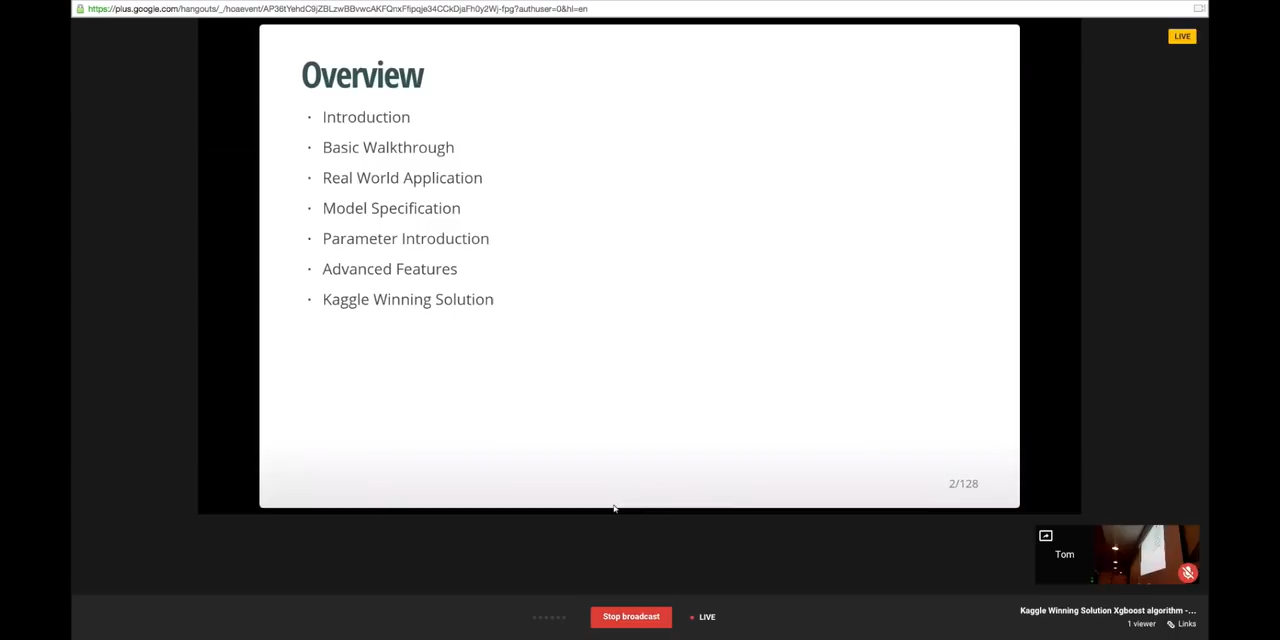 LIVE
Overview
· Introduction
· Basic Walkthrough
· Real World Application
· Model Specification
· Parameter Introduction
· Advanced Features
· Kaggle Winning Solution
2/128
Tom
Stop broadcast
LIVE
Kaggle Winning Solution Xgboost algorithm -...
1 viewer
Links